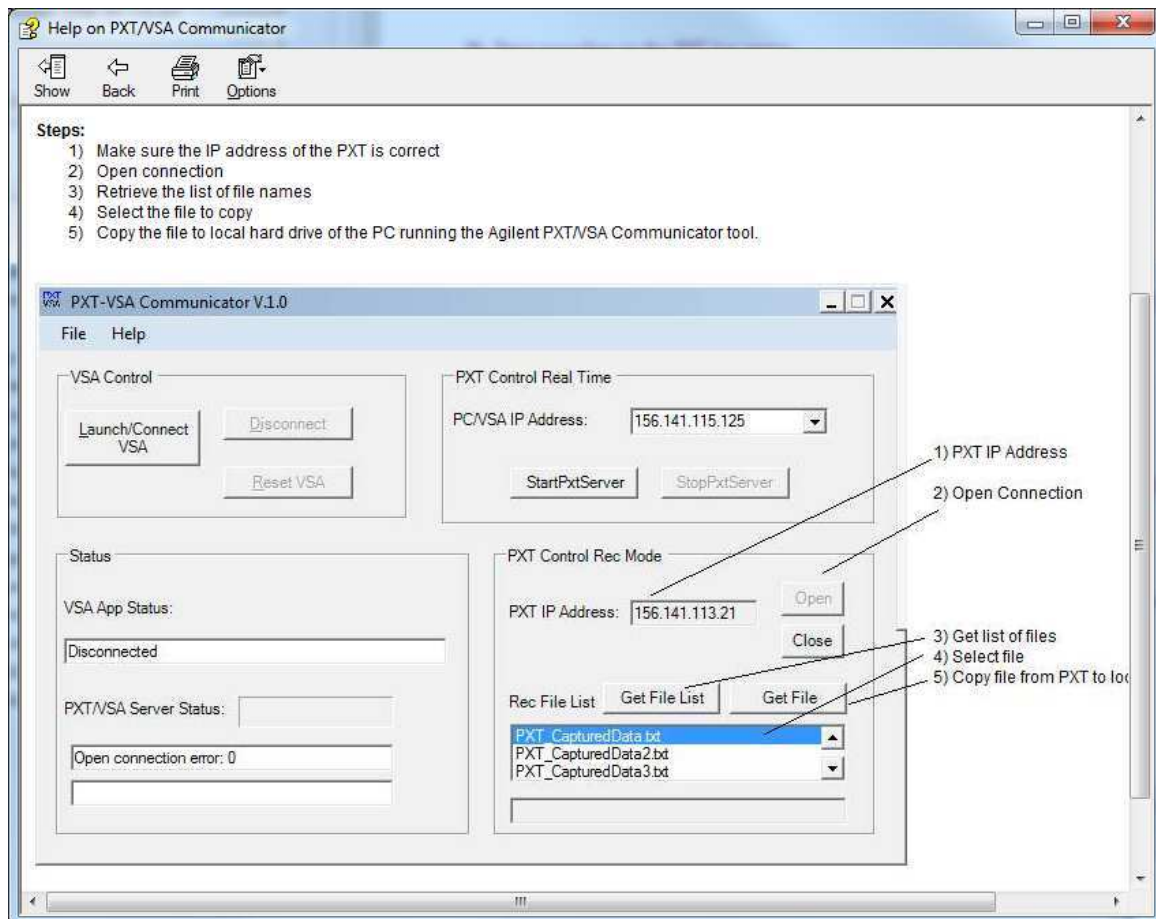 Help on PXT/VSA Communicator
Show Back Print Options
Steps:
1) Make sure the IP address of the PXT is correct
2) Open connection
3) Retrieve the list of file names
4) Select the file to copy
5) Copy the file to local hard drive of the PC running the Agilent PXT/VSA Communicator tool.
PXT VSA PXT-VSA Communicator V.1.0
File Help
VSA Control
Launch/Connect
VSA
Disconnect
Reset VSA
PXT Control Real Time
PC/VSA IP Address: 156.141.115.125
StartPxtServer StopPxtServer
1) PXT IP Address
2) Open Connection
Status
VSA App Status:
Disconnected
PXT/VSA Server Status:
Open connection error: 0
PXT Control Rec Mode
PXT IP Address: 156.141.113.21
Open
Close
Rec File List Get File List Get File
PXT_CapturedData.txt
PXT_CapturedData2.txt
PXT_CapturedData3.txt
3) Get list of files
4) Select file
5) Copy file from PXT to loc